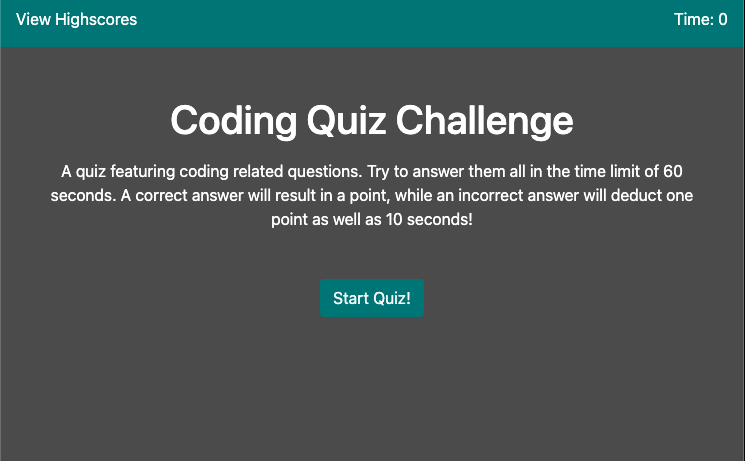 View Highscores
Time: 0
Coding Quiz Challenge
A quiz featuring coding related questions. Try to answer them all in the time limit of 60
seconds. A correct answer will result in a point, while an incorrect answer will deduct one
point as well as 10 seconds!
Start Quiz!